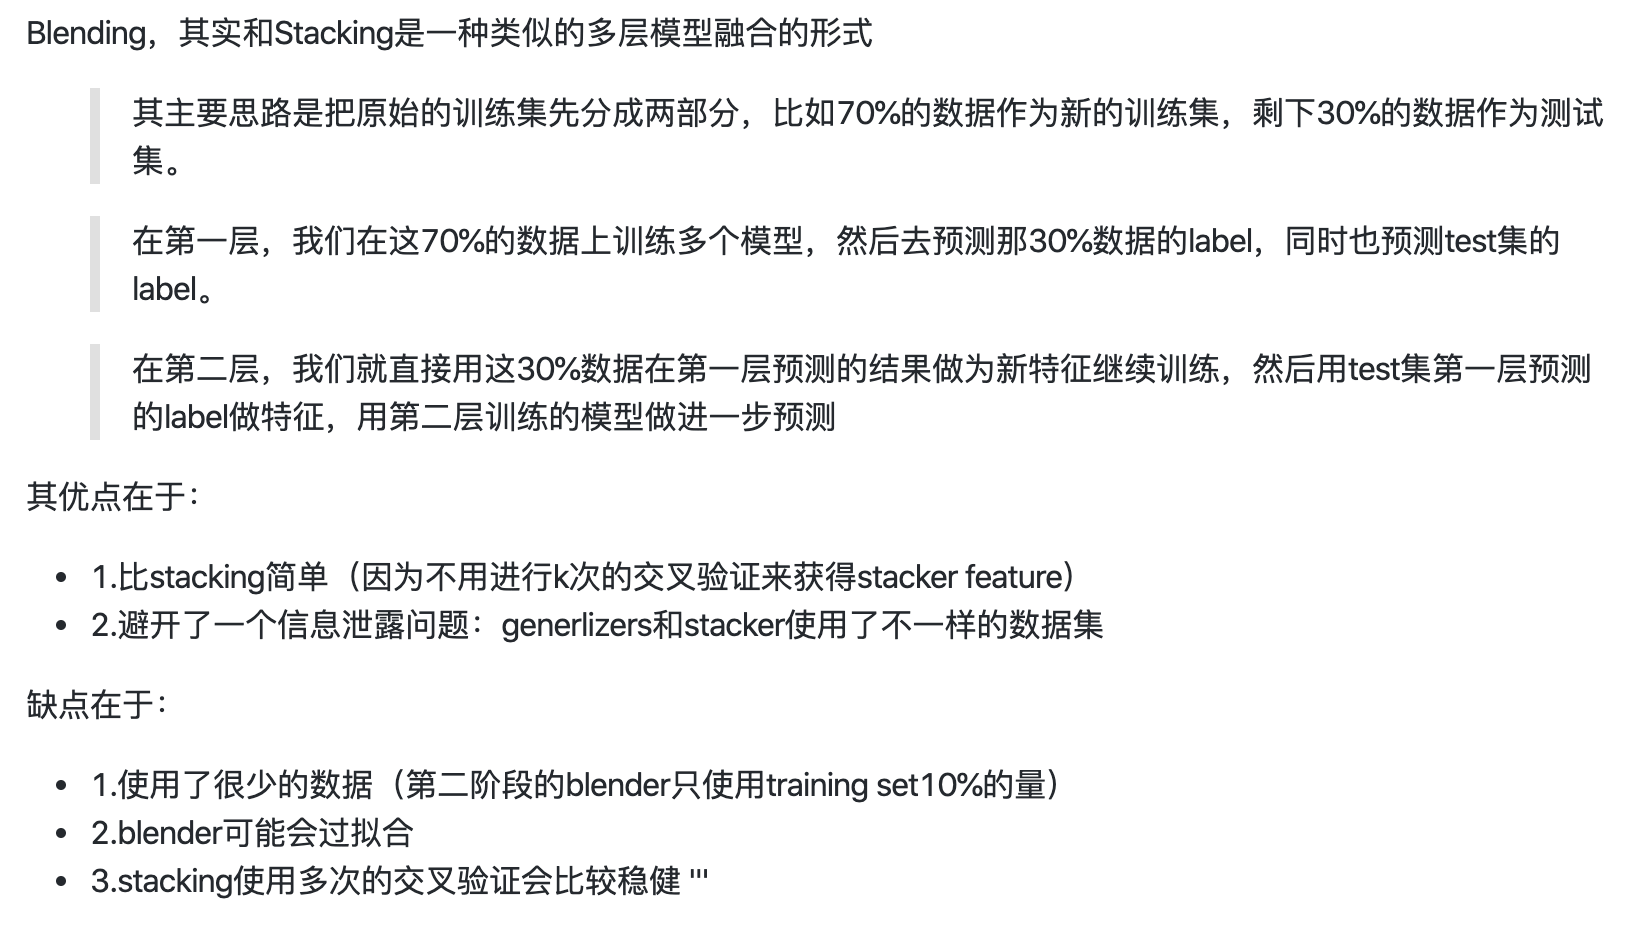 Blending，其实和Stacking是一种类似的多层模型融合的形式
其主要思路是把原始的训练集先分成两部分，比如70%的数据作为新的训练集，剩下30%的数据作为测试
集。
在第一层，我们在这70%的数据上训练多个模型，然后去预测那30%数据的label，同时也预测test集的
label。
在第二层，我们就直接用这30%数据在第一层预测的结果做为新特征继续训练，然后用test集第一层预测
的label做特征，用第二层训练的模型做进一步预测
其优点在于：
• 1.比stacking简单（因为不用进行k次的交叉验证来获得stacker feature）
• 2.避开了一个信息泄露问题：generlizers和stacker使用了不一样的数据集
缺点在于：
• 1.使用了很少的数据（第二阶段的blender只使用training set10%的量）
• 2.blender可能会过拟合
• 3.stacking使用多次的交叉验证会比较稳健 '''